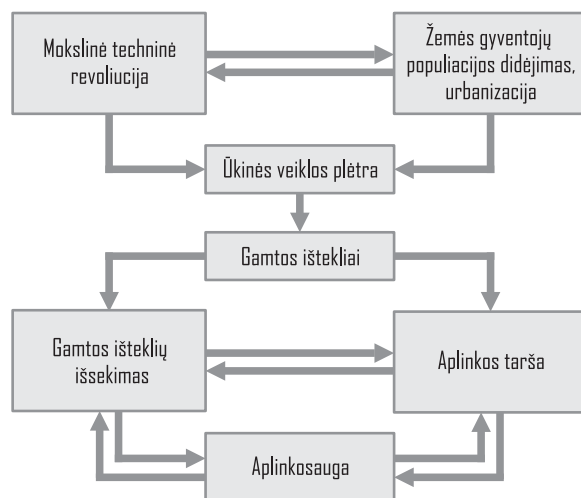 Mokslinė techninė
revoliucija
Žemės gyventojų
populiacijos didėjimas,
urbanizacija
Ūkinės veiklos plėtra
Gamtos ištekliai
Gamtos išteklių
išsekimas
Aplinkos tarša
Aplinkosauga